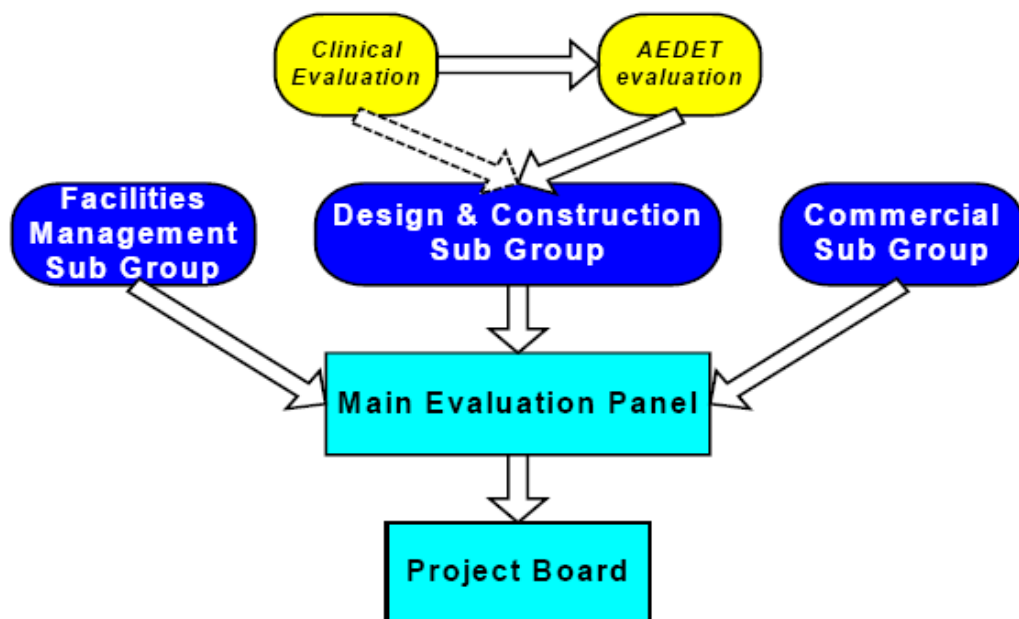 Clinical
Evaluation
AEDET
evaluation
Facilities
Management
Sub Group
Design & Construction
Sub Group
Commercial
Sub Group
Main Evaluation Panel
Project Board